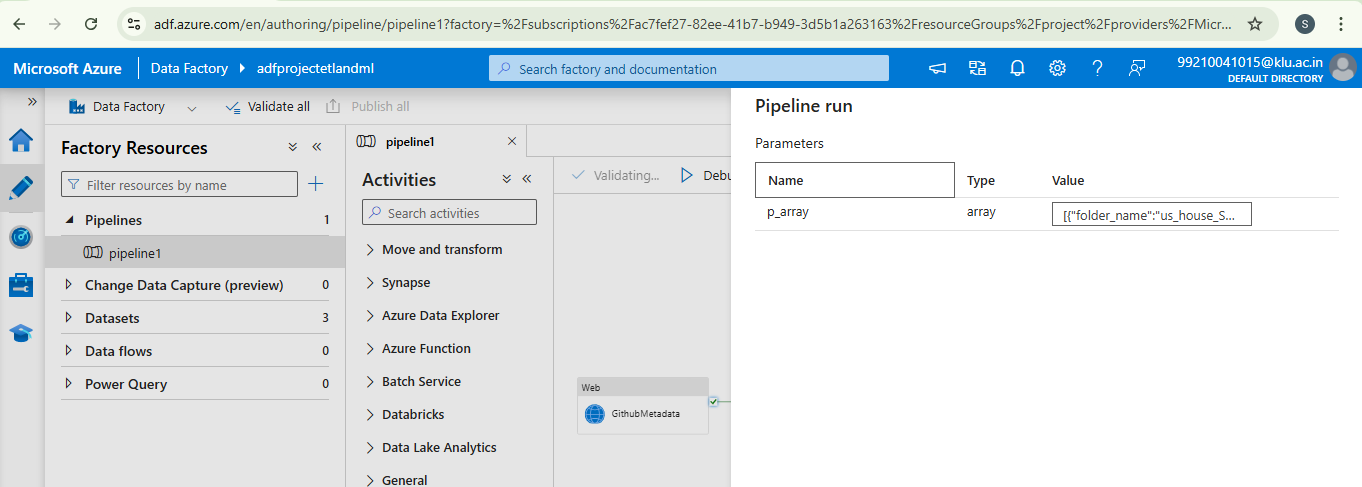 adf.azure.com/en/authoring/pipeline/pipeline1?factory=%2Fsubscriptions%2Fac7fef27-82ee-41b7-b949-3d5b1a263163%2FresourceGroups%2Fproject%2Fproviders%2FMicr...
S
Microsoft Azure
Data Factory
adfprojectetlandml
Search factory and documentation
99210041015@klu.ac.in
DEFAULT DIRECTORY
Data Factory
Validate all
Publish all
Factory Resources
Filter resources by name
Pipelines 1
pipeline1
Change Data Capture (preview) 0
Datasets 3
Data flows 0
Power Query 0
pipeline1
Activities
Search activities
Move and transform
Synapse
Azure Data Explorer
Azure Function
Batch Service
Databricks
Data Lake Analytics
General
Validating...
Debu
Web
GithubMetadata
Pipeline run
Parameters
Name Type Value
p_array array [{"folder_name":"us_house_S...